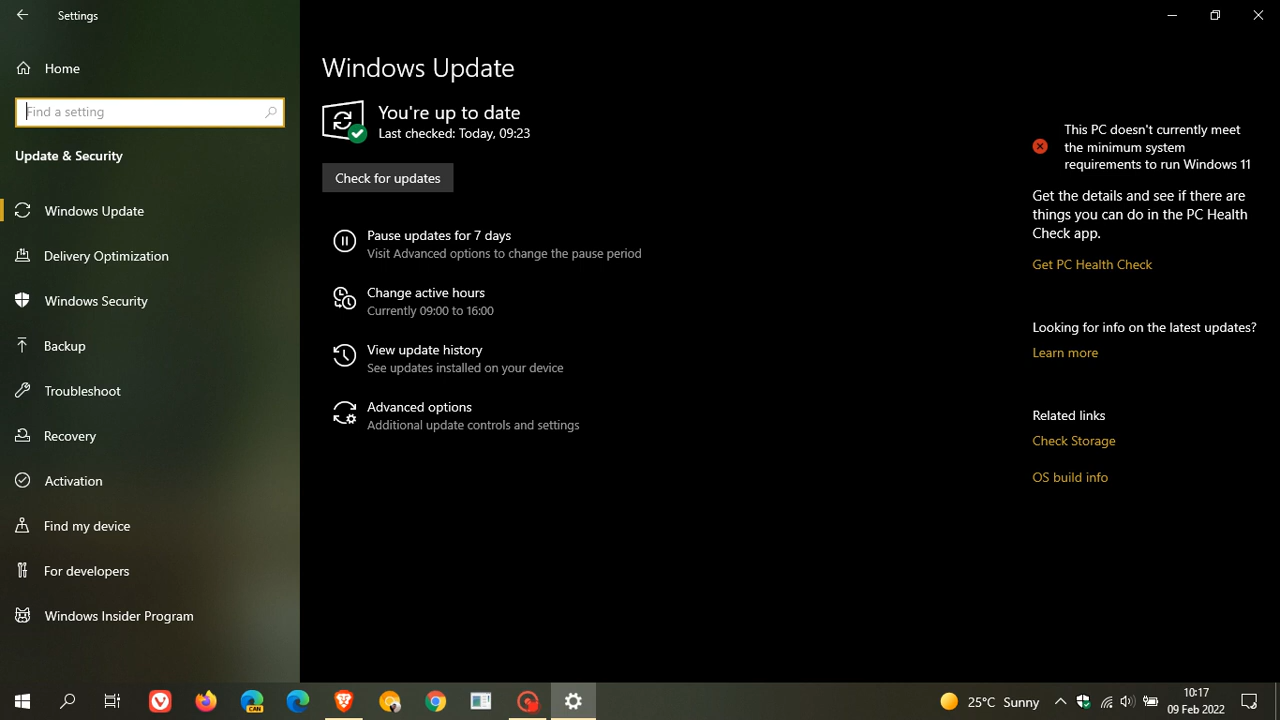 Settings
Home
Find a setting
Update & Security
Windows Update
Delivery Optimization
Windows Security
Backup
Troubleshoot
Recovery
Activation
Find my device
For developers
Windows Insider Program
Windows Update
You're up to date
Last checked: Today, 09:23
Check for updates
Pause updates for 7 days
Visit Advanced options to change the pause period
Change active hours
Currently 09:00 to 16:00
View update history
See updates installed on your device
Advanced options
Additional update controls and settings
This PC doesn't currently meet
the minimum system
requirements to run Windows 11
Get the details and see if there are
things you can do in the PC Health
Check app.
Get PC Health Check
Looking for info on the latest updates?
Learn more
Related links
Check Storage
OS build info
CAN
25°C Sunny
10:17
09 Feb 2022